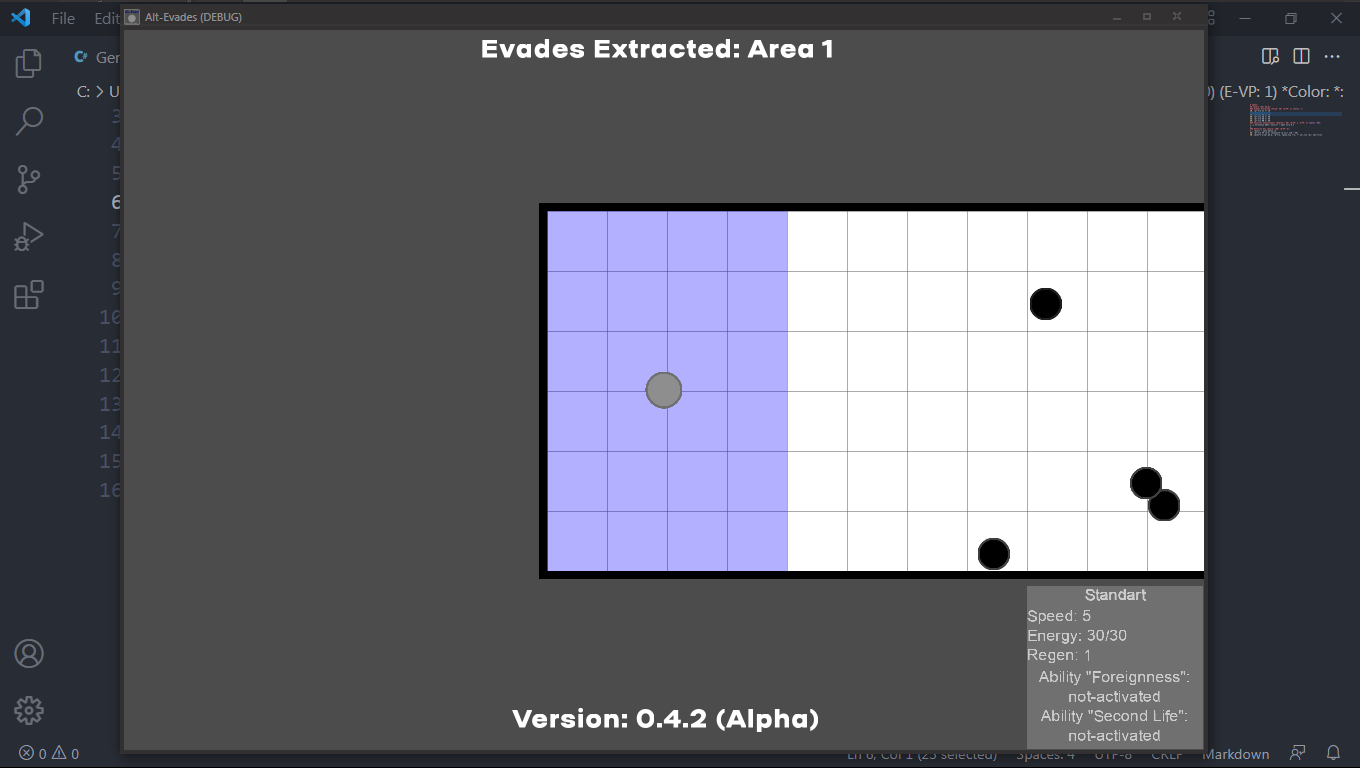 File Edit
Alt-Evades (DEBUG)
Evades Extracted: Area 1
Ger
C: > U
0) (E-VP: 1) *Color: *:
3
4
5
6
7
8
9
10
11
12
13
14
15
16
Standart
Speed: 5
Energy: 30/30
Regen: 1
Ability "Foreignness":
not-activated
Ability "Second Life":
not-activated
Version: 0.4.2 (Alpha)
0 0
Ln 6, Col 1 (25 selected) Spaces: 4 UTF-8 CRLF Markdown